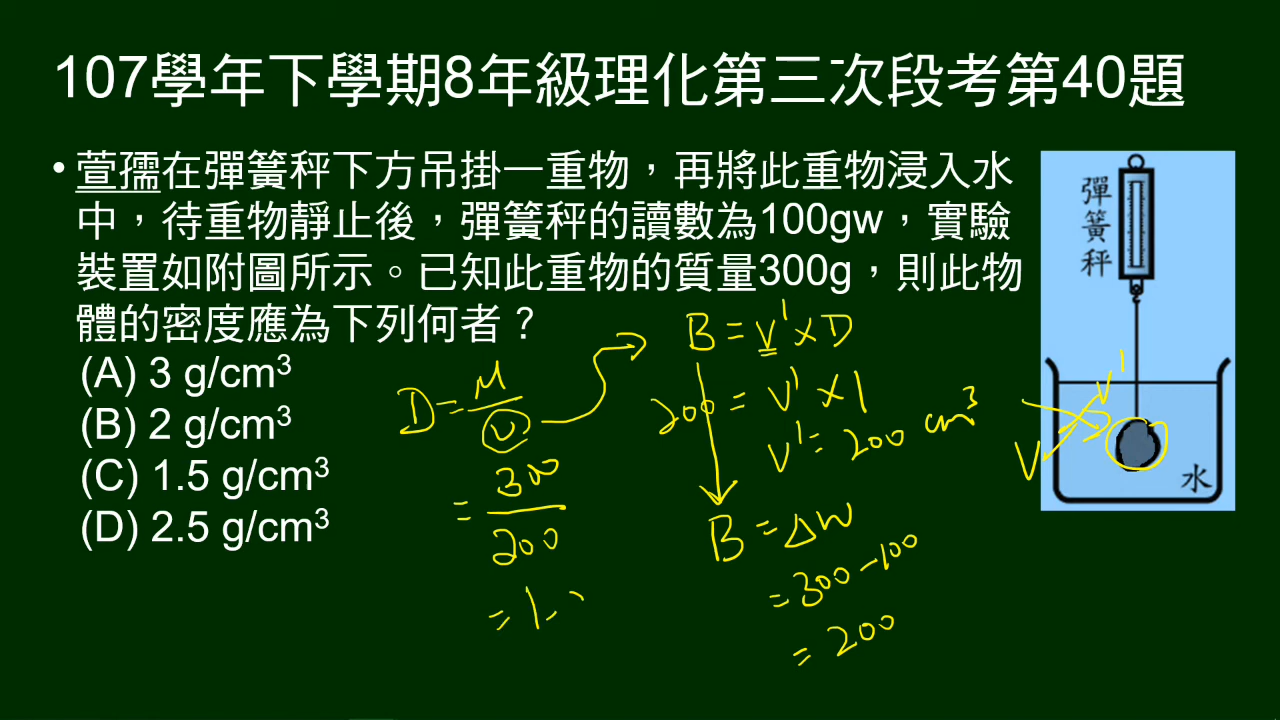 107學年下學期8年級理化第三次段考第40題
• 萱孺在彈簧秤下方吊掛一重物，再將此重物浸入水
中，待重物靜止後，彈簧秤的讀數為100gw，實驗
裝置如附圖所示。已知此重物的質量300g，則此物
體的密度應為下列何者？
(A) 3 g/cm³
(B) 2 g/cm³
(C) 1.5 g/cm³
(D) 2.5 g/cm³
D = M/V
= 300/200
= 1.
B = V' × D
200 = V' × 1
V' = 200 cm³
B = ΔW
= 300 - 100
= 200
彈簧秤
V'
V
水